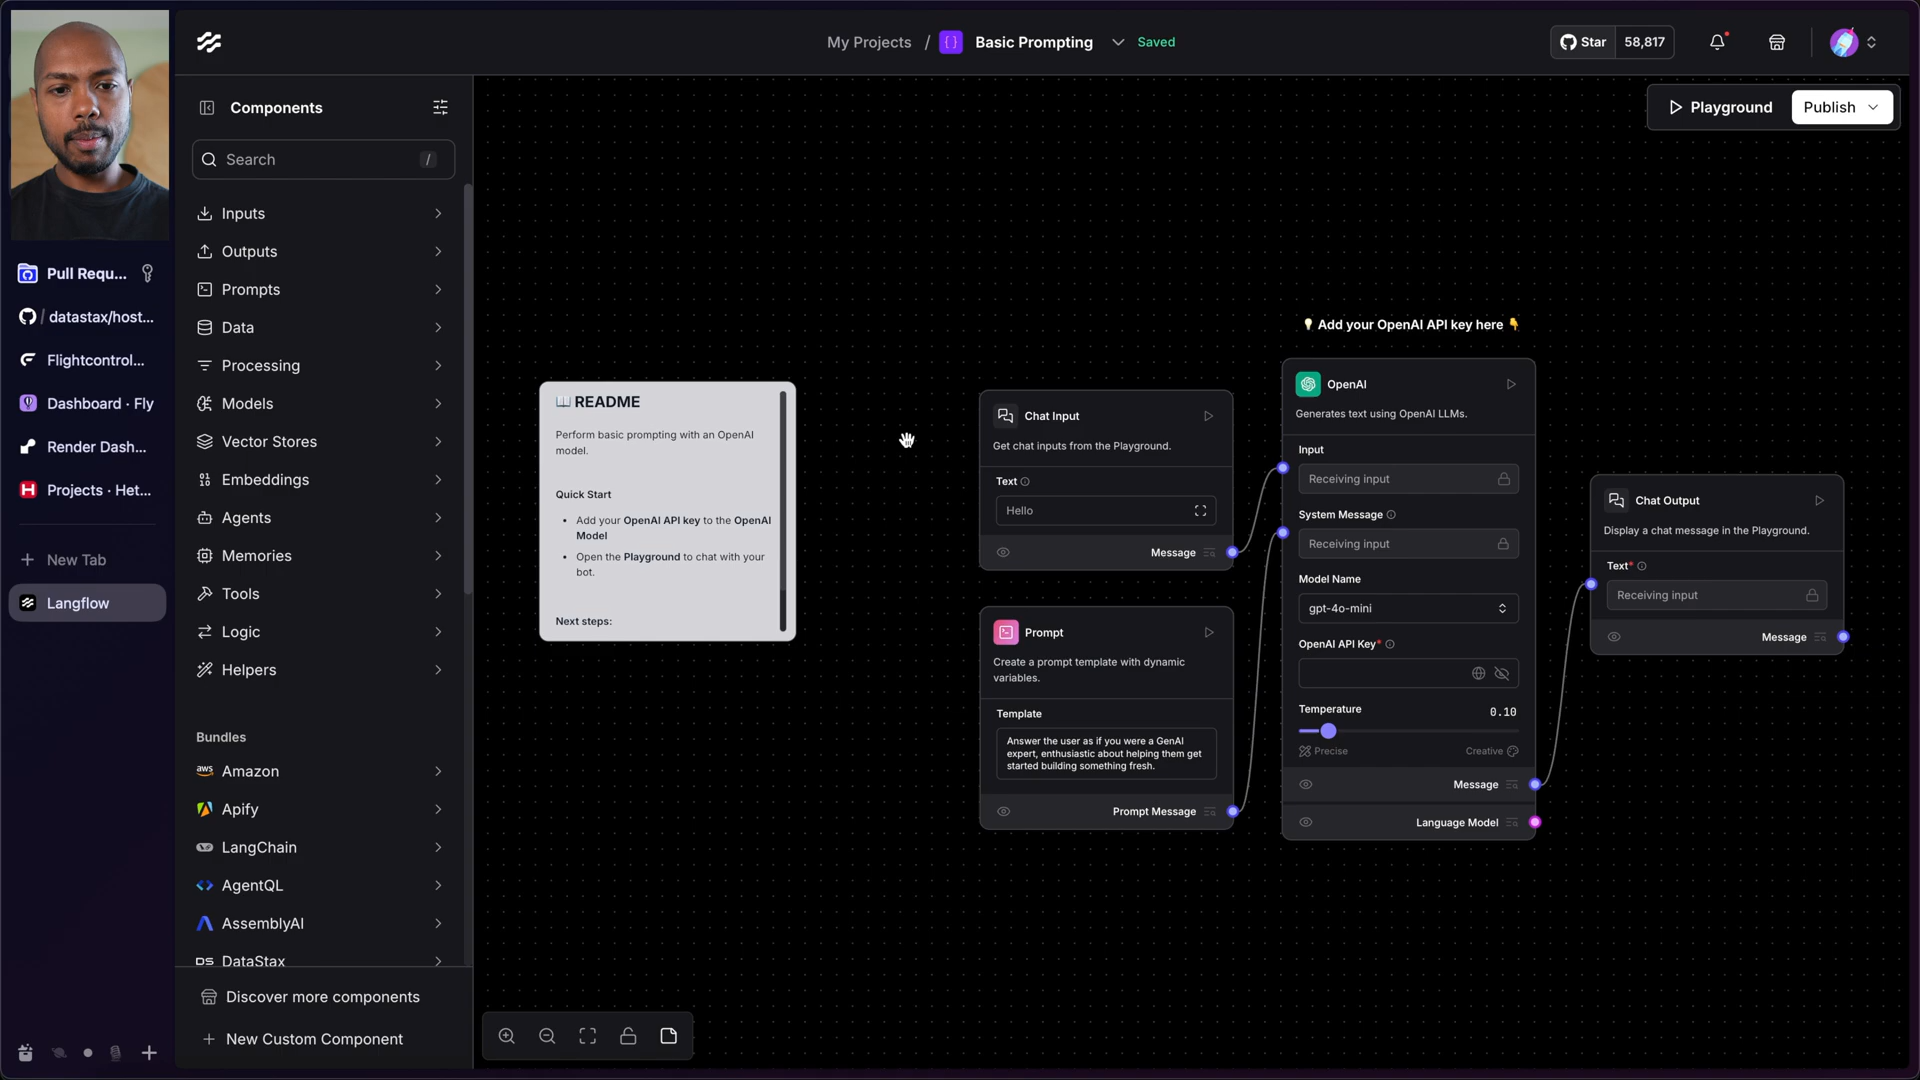 My Projects / Basic Prompting Saved
Star 58,817
Components
Playground
Publish
Search /
Inputs
Outputs
Prompts
Data
Processing
Models
Vector Stores
Embeddings
Agents
Memories
Tools
Logic
Helpers
Bundles
Amazon
Apify
LangChain
AgentQL
AssemblyAI
DataStax
Discover more components
New Custom Component
Pull Requ...
/ datastax/host...
Flightcontrol...
Dashboard · Fly
Render Dash...
Projects · Het...
New Tab
Langflow
README
Perform basic prompting with an OpenAI
model.
Quick Start
• Add your OpenAI API key to the OpenAI
Model
• Open the Playground to chat with your
bot.
Next steps:
Chat Input
Get chat inputs from the Playground.
Text
Hello
Message
Prompt
Create a prompt template with dynamic
variables.
Template
Answer the user as if you were a GenAI
expert, enthusiastic about helping them get
started building something fresh.
Prompt Message
Add your OpenAI API key here
OpenAI
Generates text using OpenAI LLMs.
Input
Receiving input
System Message
Receiving input
Model Name
gpt-4o-mini
OpenAI API Key*
Temperature 0.10
Precise Creative
Message
Language Model
Chat Output
Display a chat message in the Playground.
Text*
Receiving input
Message